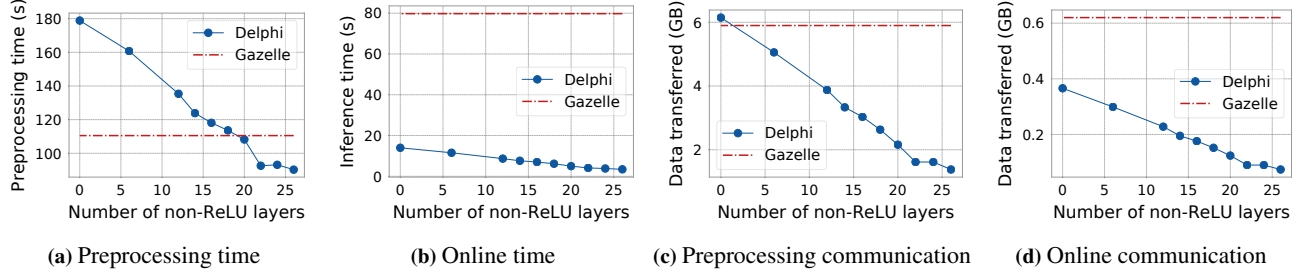 Preprocessing time (s)
180
160
140
120
100
Delphi
Gazelle
0 5 10 15 20 25
Number of non-ReLU layers
(a) Preprocessing time
Inference time (s)
80
60
40
20
0
Delphi
Gazelle
0 5 10 15 20 25
Number of non-ReLU layers
(b) Online time
Data transferred (GB)
6
4
2
Delphi
Gazelle
0 5 10 15 20 25
Number of non-ReLU layers
(c) Preprocessing communication
Data transferred (GB)
0.6
0.4
0.2
Delphi
Gazelle
0 5 10 15 20 25
Number of non-ReLU layers
(d) Online communication